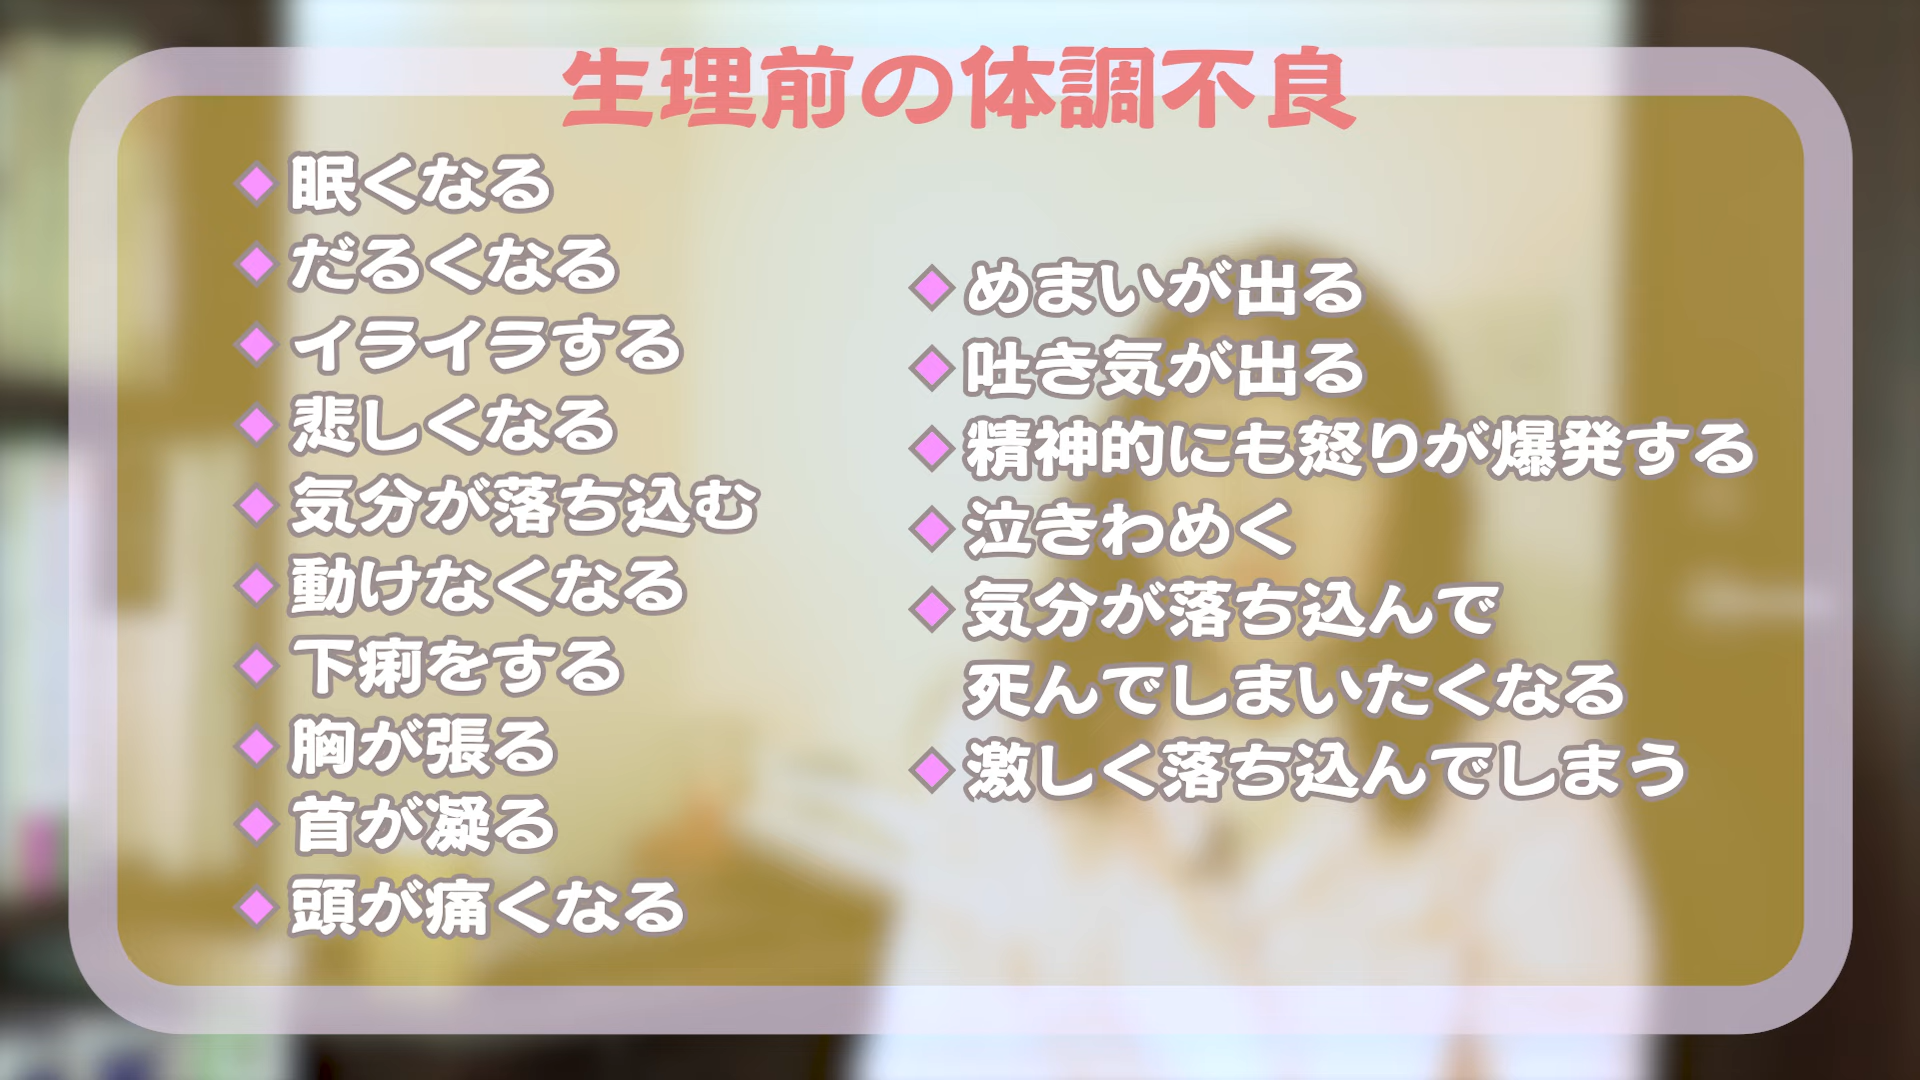 生理前の体調不良
眠くなる
だるくなる
イライラする
悲しくなる
気分が落ち込む
動けなくなる
下痢をする
胸が張る
首が凝る
頭が痛くなる
めまいが出る
吐き気が出る
精神的にも怒りが爆発する
泣きわめく
気分が落ち込んで
死んでしまいたくなる
激しく落ち込んでしまう